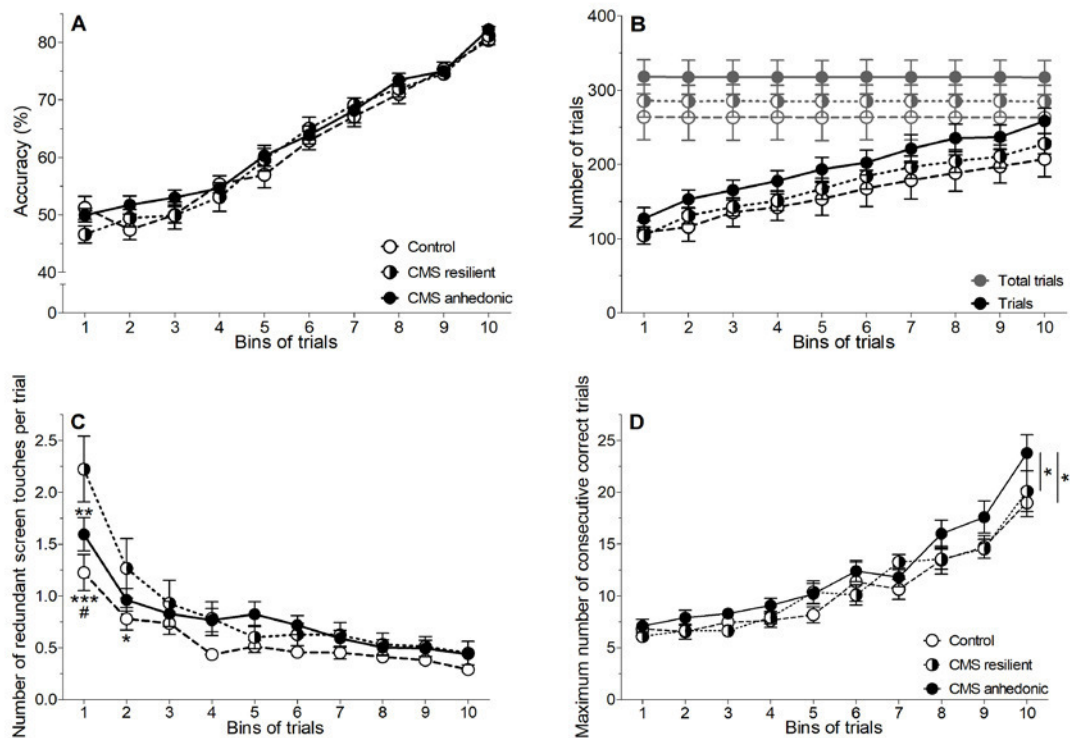 A
Accuracy (%)
80
70
60
50
40
0
Control
CMS resilient
CMS anhedonic
1 2 3 4 5 6 7 8 9 10
Bins of trials
B
Number of trials
400
300
200
100
0
Total trials
Trials
1 2 3 4 5 6 7 8 9 10
Bins of trials
C
Number of redundant screen touches per trial
2.5
2.0
1.5
1.0
0.5
0.0
**
***
#
*
1 2 3 4 5 6 7 8 9 10
Bins of trials
D
Maximum number of consecutive correct trials
25
20
15
10
5
0
* *
Control
CMS resilient
CMS anhedonic
1 2 3 4 5 6 7 8 9 10
Bins of trials